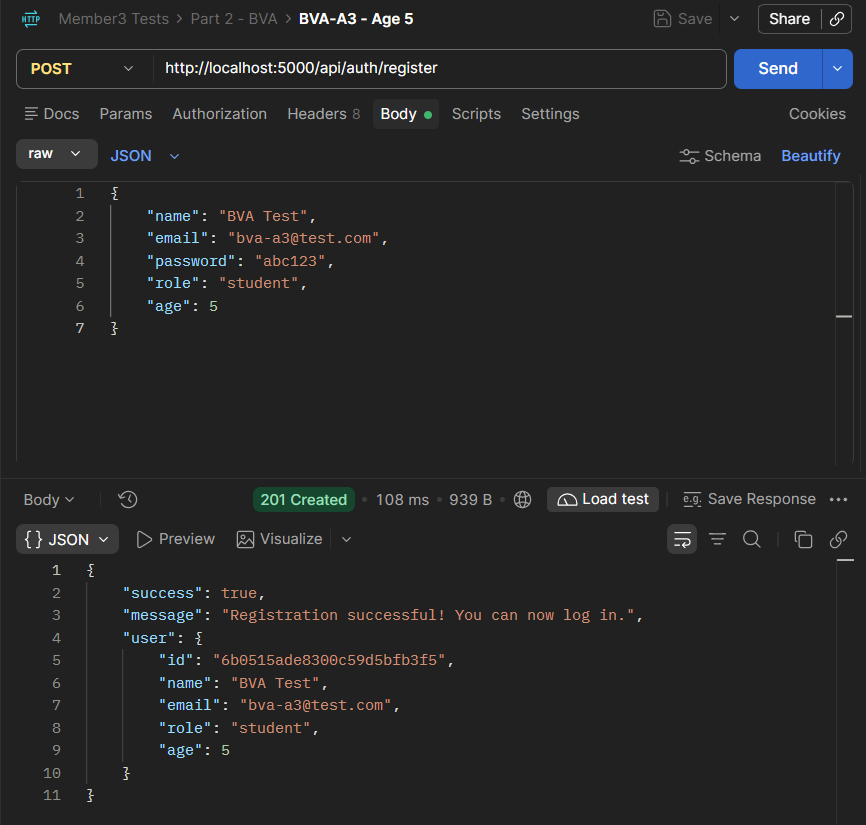 HTTP Member3 Tests > Part 2 - BVA > BVA-A3 - Age 5 Save Share
POST http://localhost:5000/api/auth/register Send
Docs Params Authorization Headers 8 Body Scripts Settings Cookies
raw JSON Schema Beautify
1 {
2 "name": "BVA Test",
3 "email": "bva-a3@test.com",
4 "password": "abc123",
5 "role": "student",
6 "age": 5
7 }
Body 201 Created • 108 ms • 939 B • Load test e.g. Save Response
{} JSON Preview Visualize
1 {
2 "success": true,
3 "message": "Registration successful! You can now log in.",
4 "user": {
5 "id": "6b0515ade8300c59d5bfb3f5",
6 "name": "BVA Test",
7 "email": "bva-a3@test.com",
8 "role": "student",
9 "age": 5
10 }
11 }